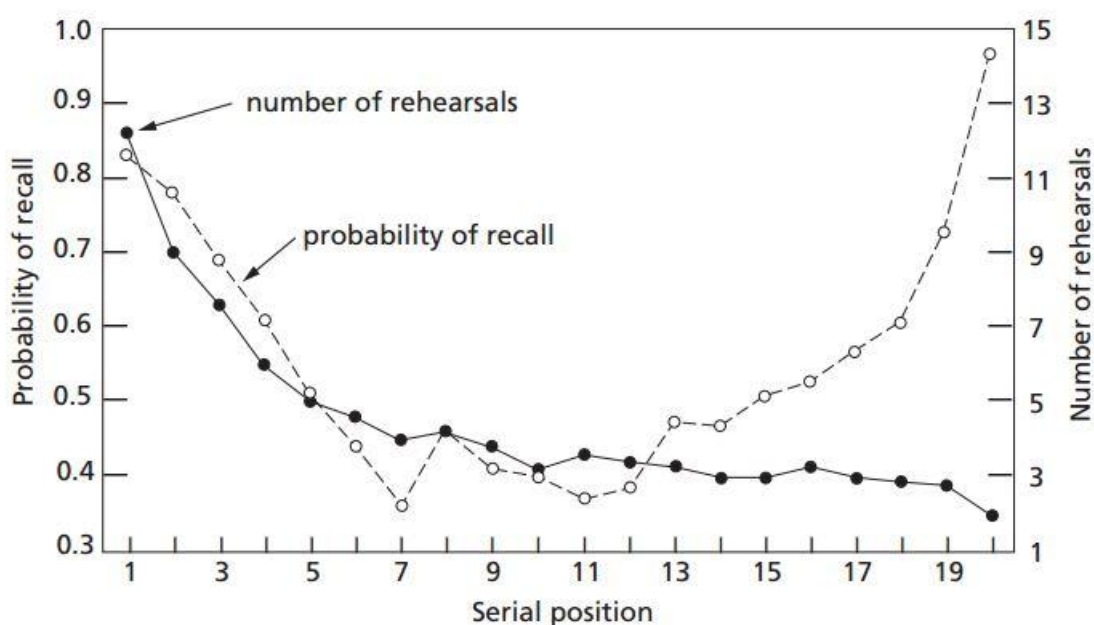 1.0
0.9
0.8
0.7
0.6
0.5
0.4
0.3
Probability of recall
number of rehearsals
probability of recall
15
13
11
9
7
5
3
1
Number of rehearsals
1 3 5 7 9 11 13 15 17 19
Serial position